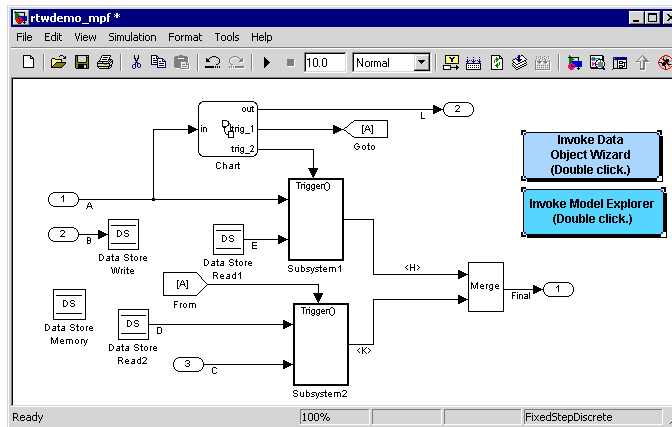 rtwdemo_mpf *
File Edit View Simulation Format Tools Help
10.0 Normal
out
in trig_1
trig_2
Chart
L
2
[A]
Goto
Invoke Data
Object Wizard
(Double click.)
Invoke Model Explorer
(Double click.)
1
A
2
B
DS
Data Store
Write
DS
E
Data Store
Read1
Trigger()
Subsystem1
[A]
From
<H>
Merge
Final
1
DS
Data Store
Memory
DS
D
Data Store
Read2
3
C
Trigger()
<K>
Subsystem2
Ready 100% FixedStepDiscrete